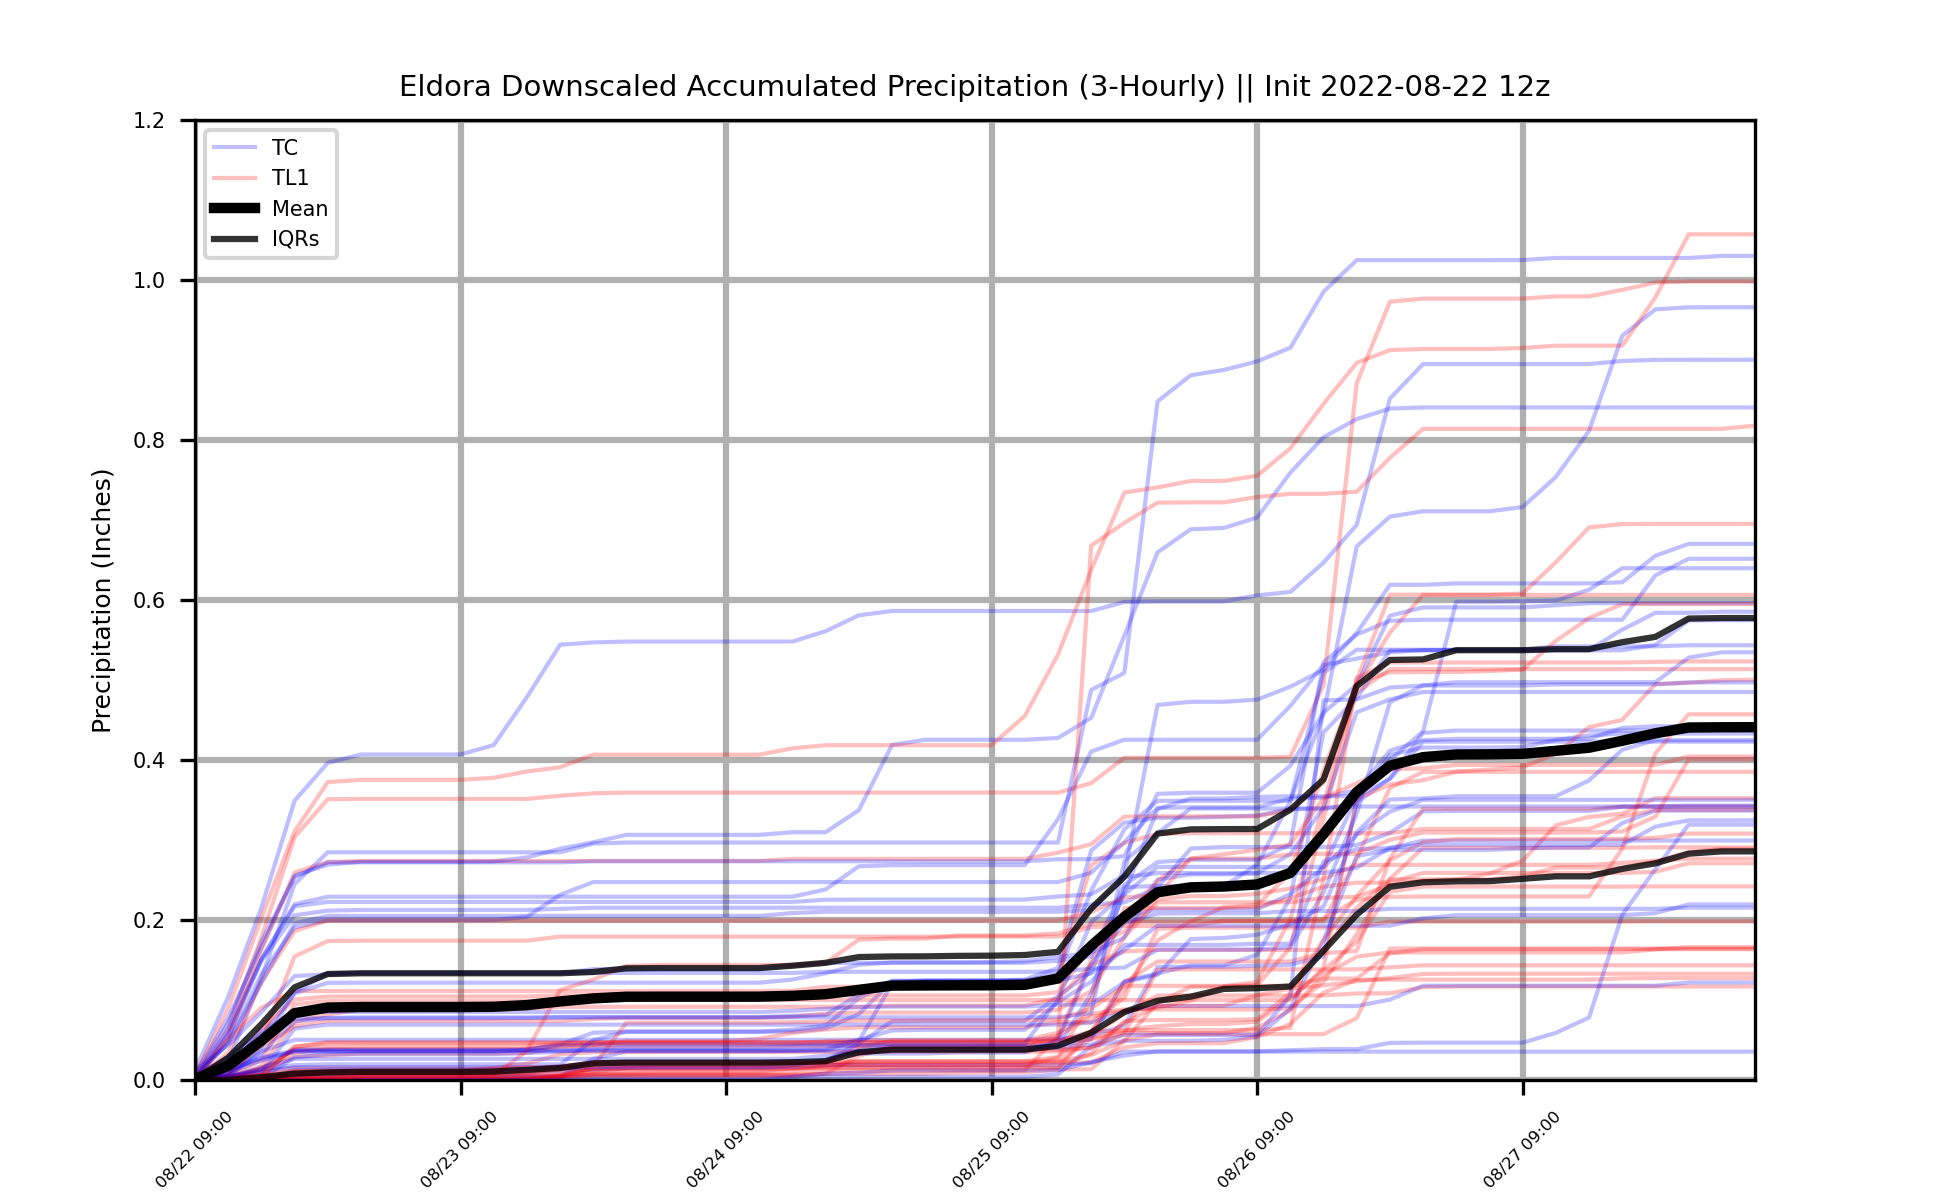 Eldora Downscaled Accumulated Precipitation (3-Hourly) || Init 2022-08-22 12z
TC
TL1
Mean
IQRs
Precipitation (Inches)
1.2
1.0
0.8
0.6
0.4
0.2
0.0
08/22 09:00
08/23 09:00
08/24 09:00
08/25 09:00
08/26 09:00
08/27 09:00